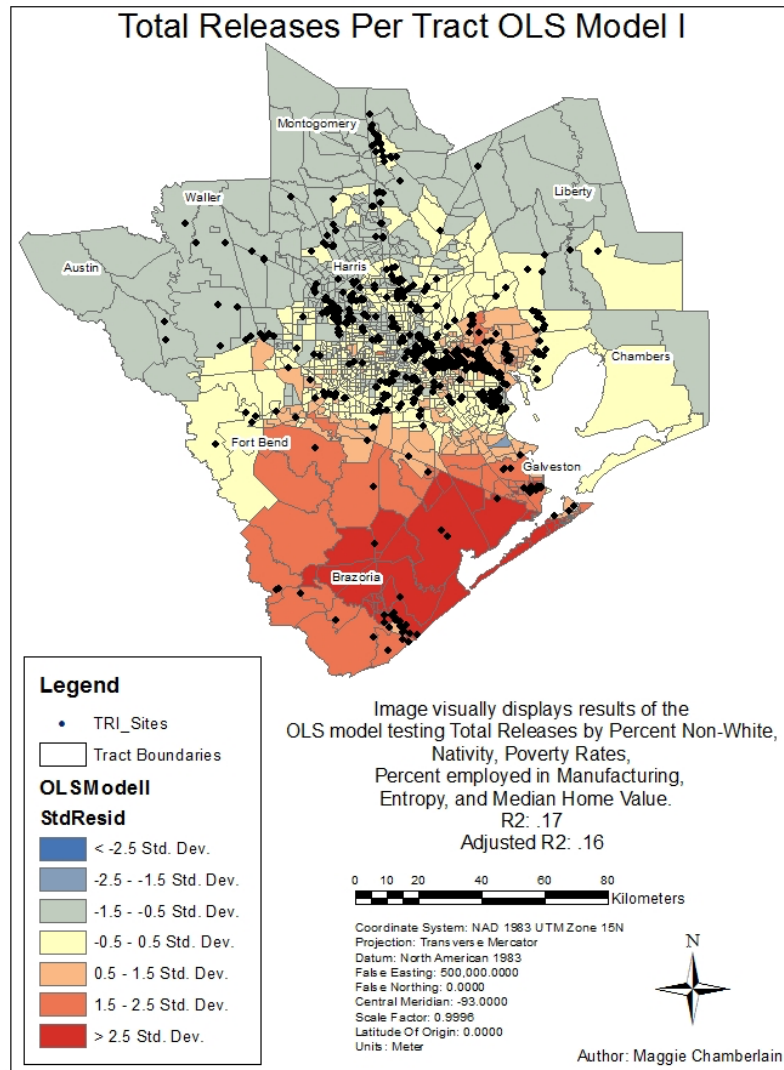 Total Releases Per Tract OLS Model I
Montogomery
Liberty
Waller
Austin
Harris
Chambers
Fort Bend
Galveston
Brazoria
Legend
TRI_Sites
Tract Boundaries
OLSModelI
StdResid
< -2.5 Std. Dev.
-2.5 - -1.5 Std. Dev.
-1.5 - -0.5 Std. Dev.
-0.5 - 0.5 Std. Dev.
0.5 - 1.5 Std. Dev.
1.5 - 2.5 Std. Dev.
> 2.5 Std. Dev.
Image visually displays results of the
OLS model testing Total Releases by Percent Non-White,
Nativity, Poverty Rates,
Percent employed in Manufacturing,
Entropy, and Median Home Value.
R2: .17
Adjusted R2: .16
0 5 10 20 40 60 80
Kilometers
Coordinate System: NAD 1983 UTM Zone 15N
Projection: Transverse Mercator
Datum: North American 1983
False Easting: 500,000.0000
False Northing: 0.0000
Central Meridian: -93.0000
Scale Factor: 0.9996
Latitude Of Origin: 0.0000
Units: Meter
N
Author: Maggie Chamberlain